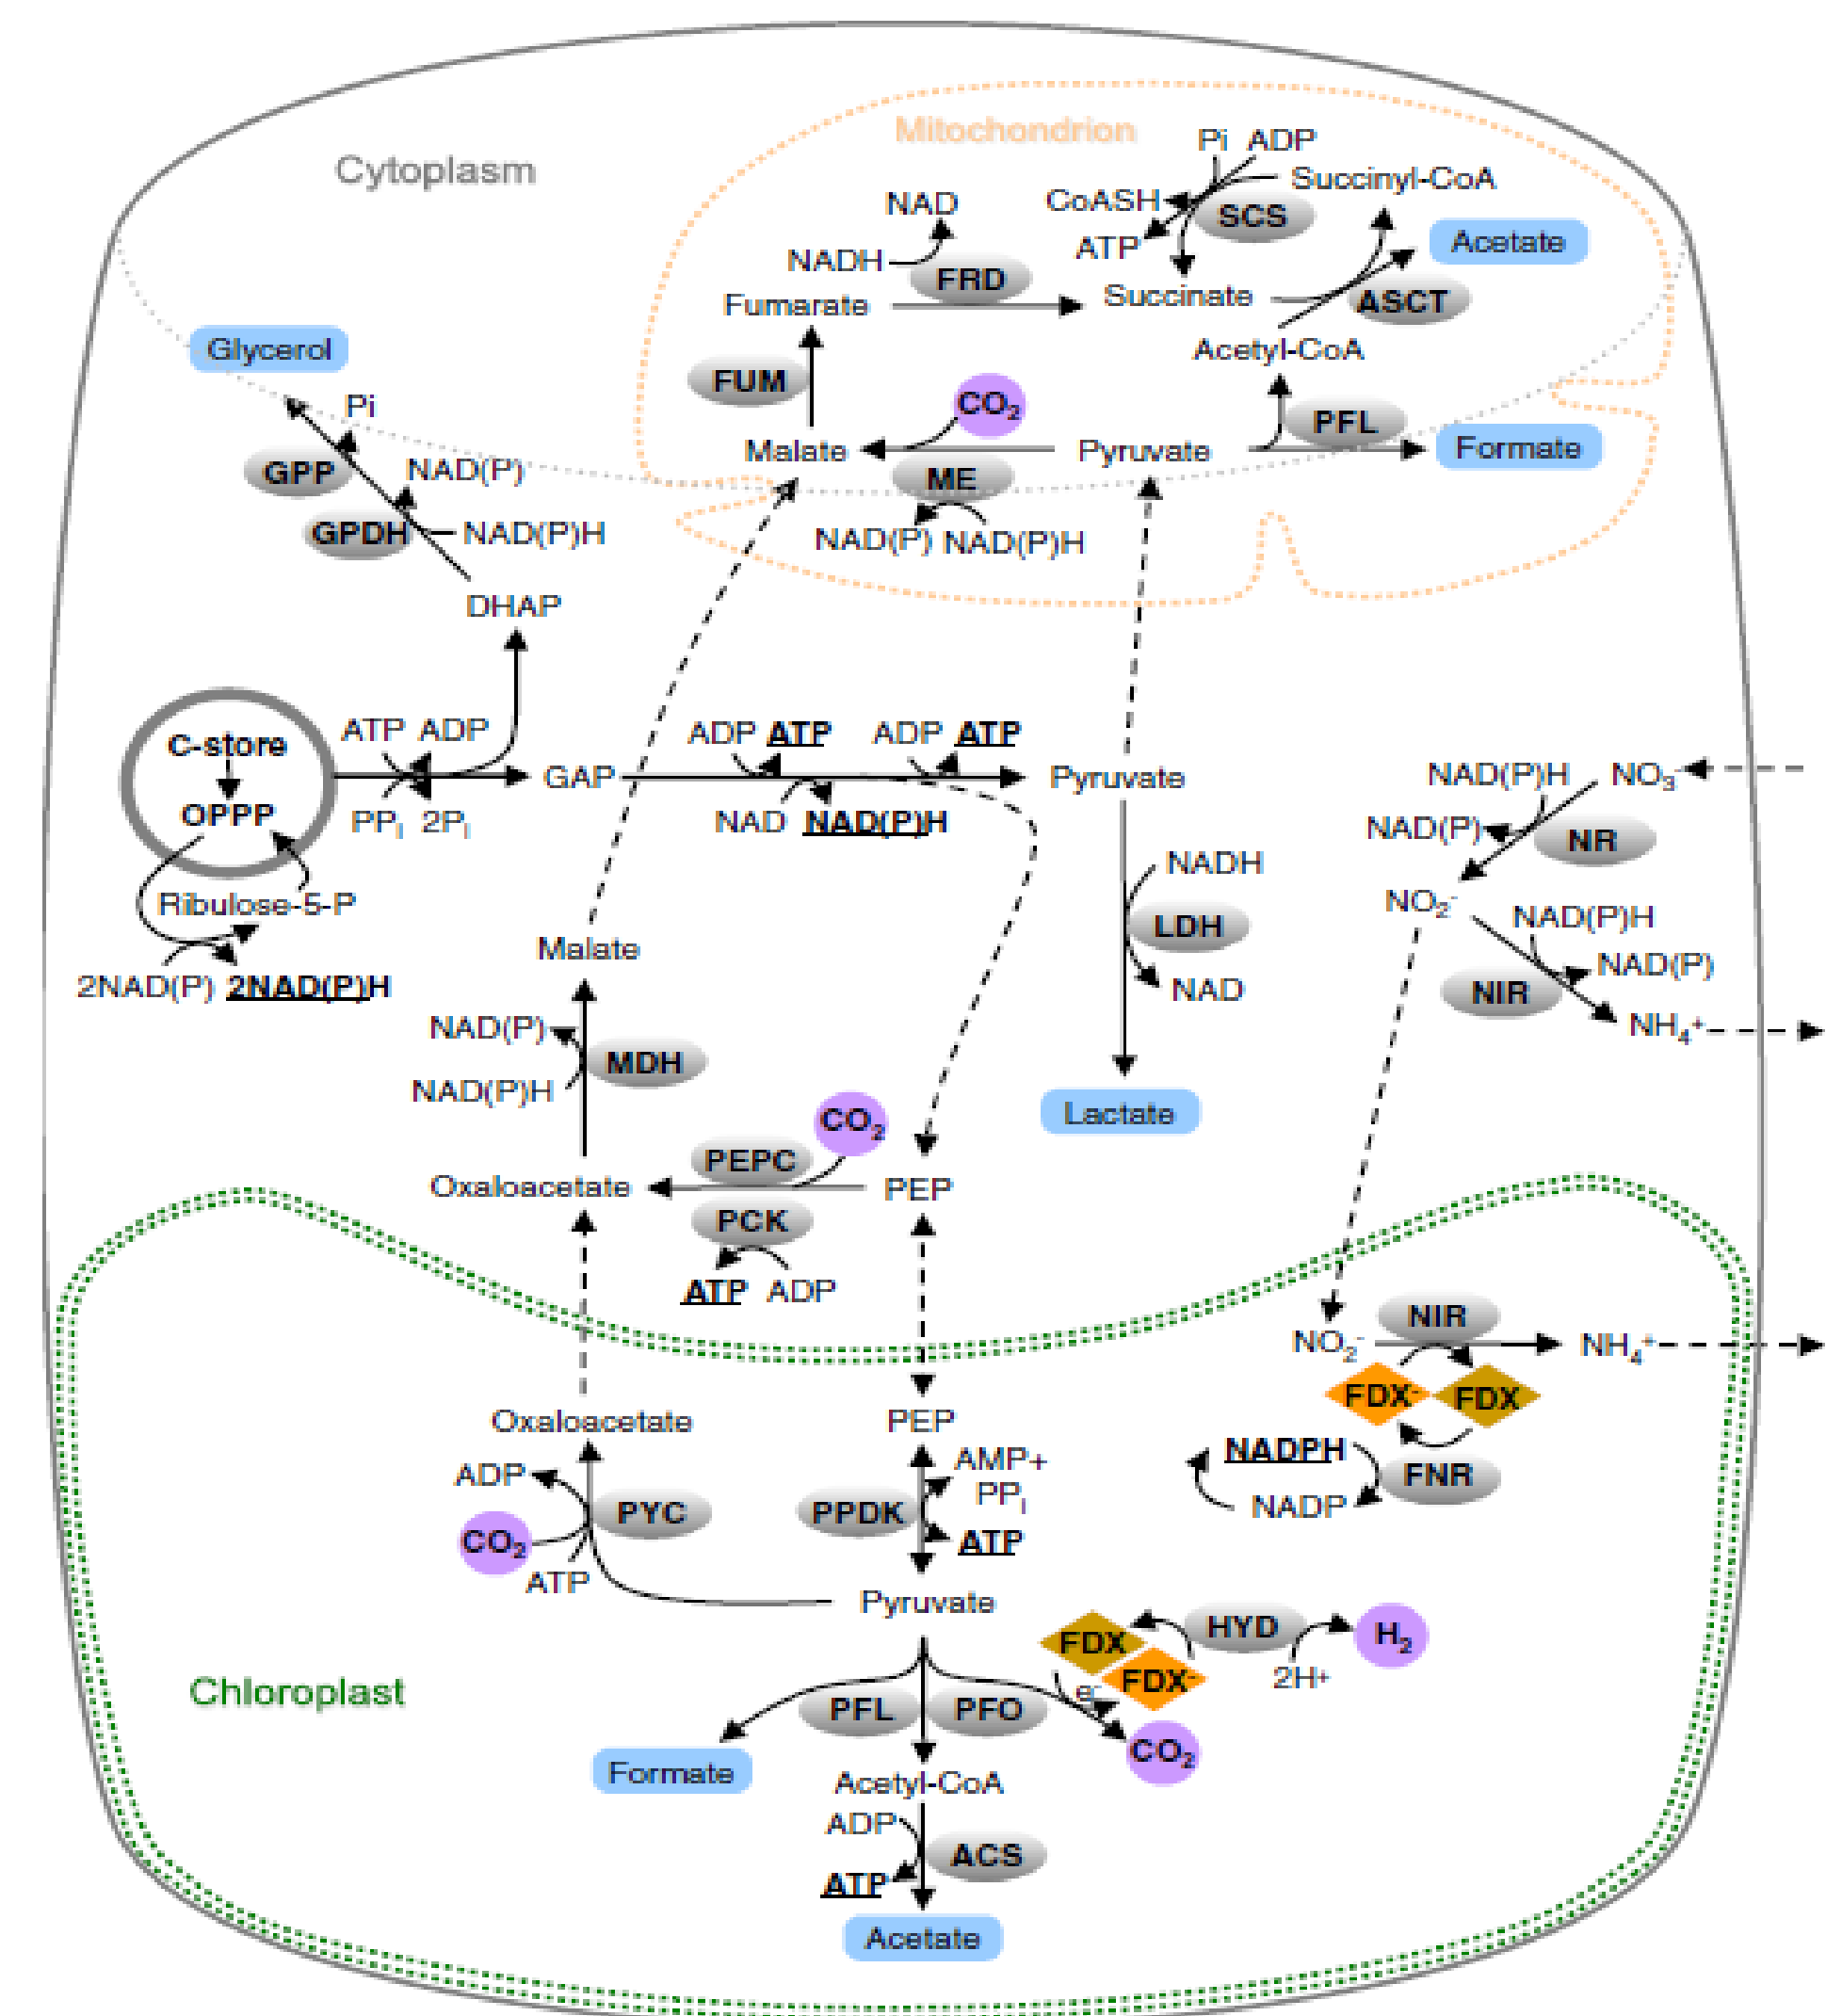 Mitochondrion
Cytoplasm
Pi ADP
Succinyl-CoA
NAD
CoASH
SCS
Acetate
ATP
NADH
FRD
Fumarate
Succinate
ASCT
Glycerol
Acetyl-CoA
FUM
CO2
Pi
PFL
Malate
Pyruvate
Formate
GPP
NAD(P)
ME
GPDH
NAD(P)H
NAD(P) NAD(P)H
DHAP
C-store
ATP ADP
ADP ATP
ADP ATP
GAP
Pyruvate
NAD(P)H
NO3-
OPPP
PPi 2Pi
NAD NAD(P)H
NAD(P)
NR
NADH
Ribulose-5-P
NO2-
NAD(P)H
LDH
Malate
NAD(P)
2NAD(P) 2NAD(P)H
NAD
NIR
NAD(P)
NH4+
MDH
NAD(P)H
CO2
Lactate
PEPC
Oxaloacetate
PEP
PCK
ATP ADP
NIR
NO2-
NH4+
FDX- FDX
Oxaloacetate
PEP
NADPH
ADP
AMP+
PPi
FNR
NADP
PYC
PPDK
CO2
ATP
ATP
Pyruvate
FDX
HYD
H2
FDX-
2H+
e-
Chloroplast
PFL
PFO
CO2
Formate
Acetyl-CoA
ADP
ACS
ATP
Acetate